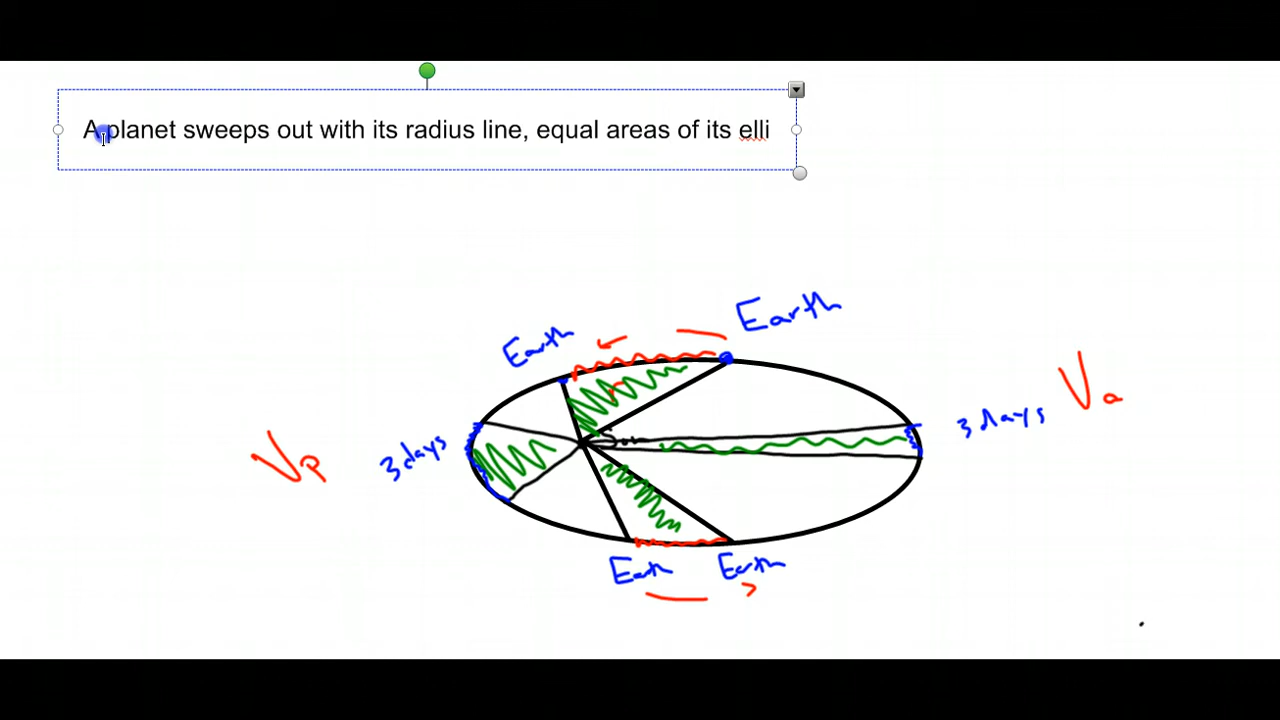 A planet sweeps out with its radius line, equal areas of its elli
Earth
Earth
3 days Va
Vp 3 days
Sun
Earth Earth